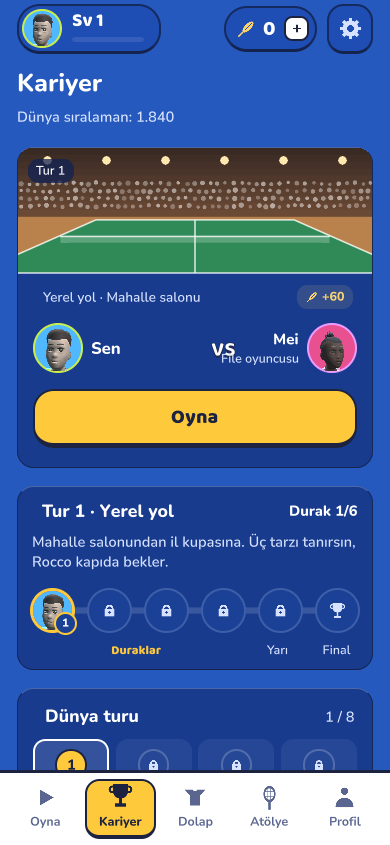 Sv 1
0
+
Kariyer
Dünya sıralaman: 1.840
Tur 1
Yerel yol · Mahalle salonu
+60
Sen
VS
Mei
File oyuncusu
Oyna
Tur 1 · Yerel yol
Durak 1/6
Mahalle salonundan il kupasına. Üç tarzı tanırsın,
Rocco kapıda bekler.
1
Duraklar
Yarı
Final
Dünya turu
1 / 8
1
Oyna
Kariyer
Dolap
Atölye
Profil